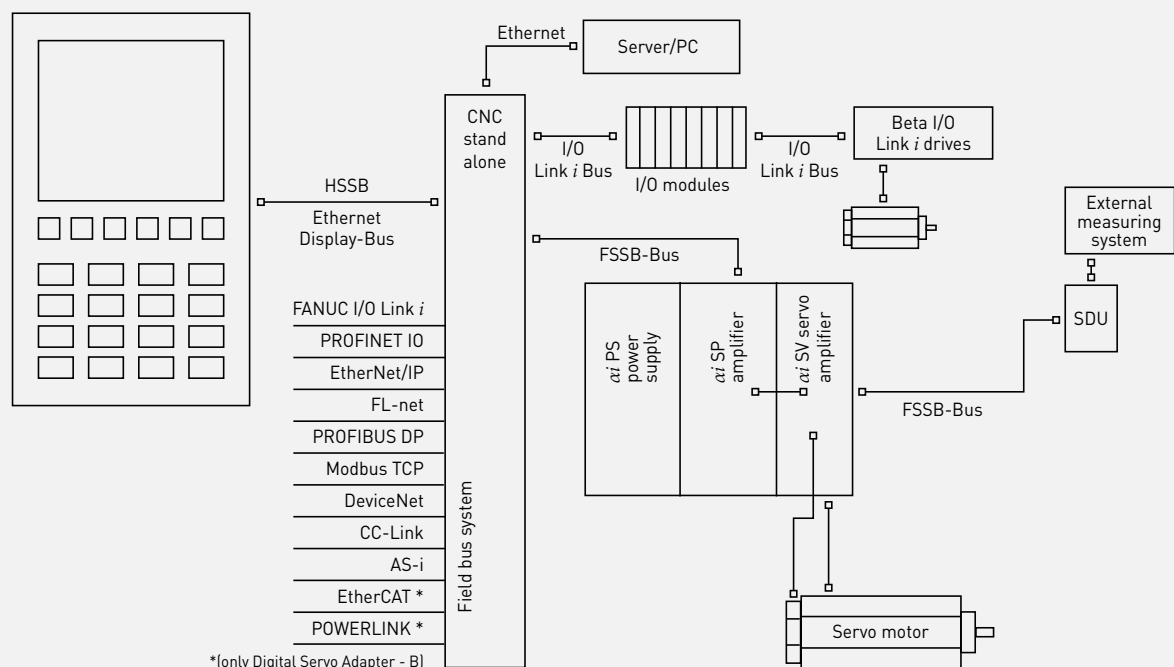 Ethernet
Server/PC
CNC
stand
alone
I/O
Link i Bus
I/O modules
I/O
Link i Bus
Beta I/O
Link i drives
HSSB
Ethernet
Display-Bus
FSSB-Bus
External
measuring
system
SDU
FANUC I/O Link i
PROFINET IO
EtherNet/IP
FL-net
PROFIBUS DP
Modbus TCP
DeviceNet
CC-Link
AS-i
EtherCAT *
POWERLINK *
*(only Digital Servo Adapter - B)
Field bus system
αi PS
power
supply
αi SP
amplifier
αi SV servo
amplifier
FSSB-Bus
Servo motor